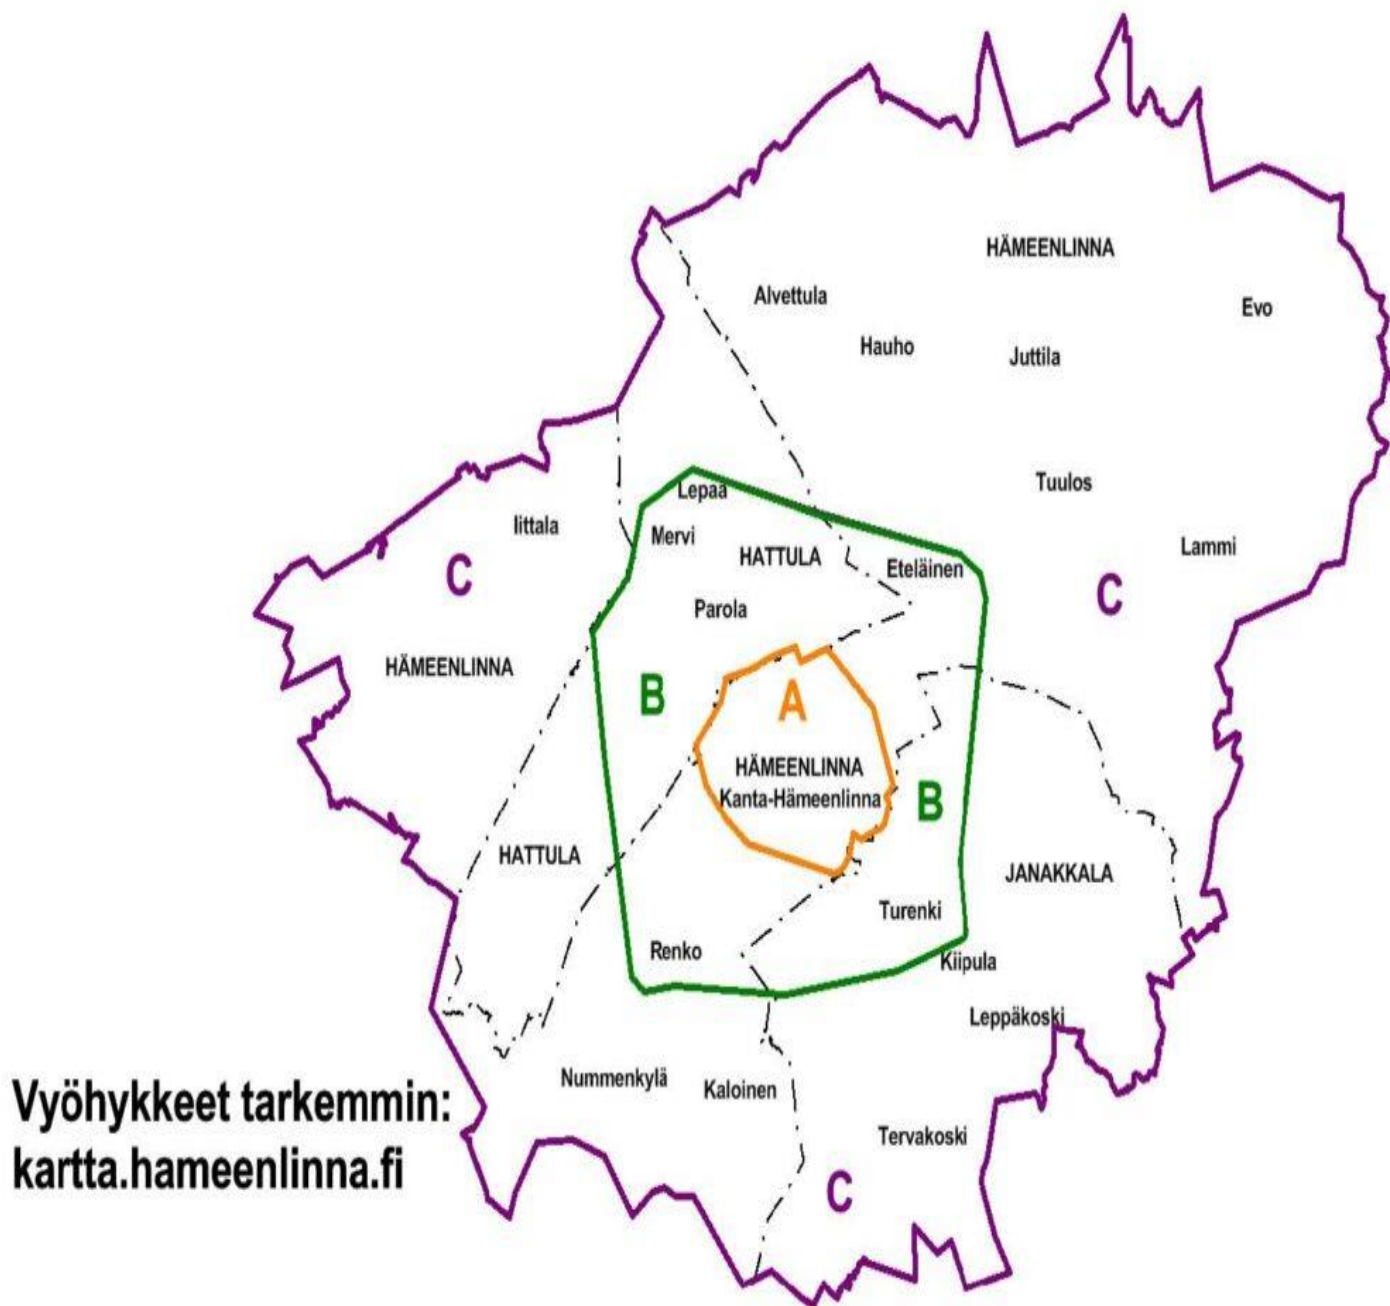 HÄMEENLINNA
Alvettula
Evo
Hauho
Juttila
Tuulos
Lepaa
Iittala
Mervi
HATTULA
Lammi
Eteläinen
C
C
Parola
HÄMEENLINNA
B
A
HÄMEENLINNA
Kanta-Hämeenlinna
B
HATTULA
JANAKKALA
Turenki
Renko
Kiipula
Leppäkoski
Nummenkylä
Kaloinen
Vyöhykkeet tarkemmin:
kartta.hameenlinna.fi
Tervakoski
C